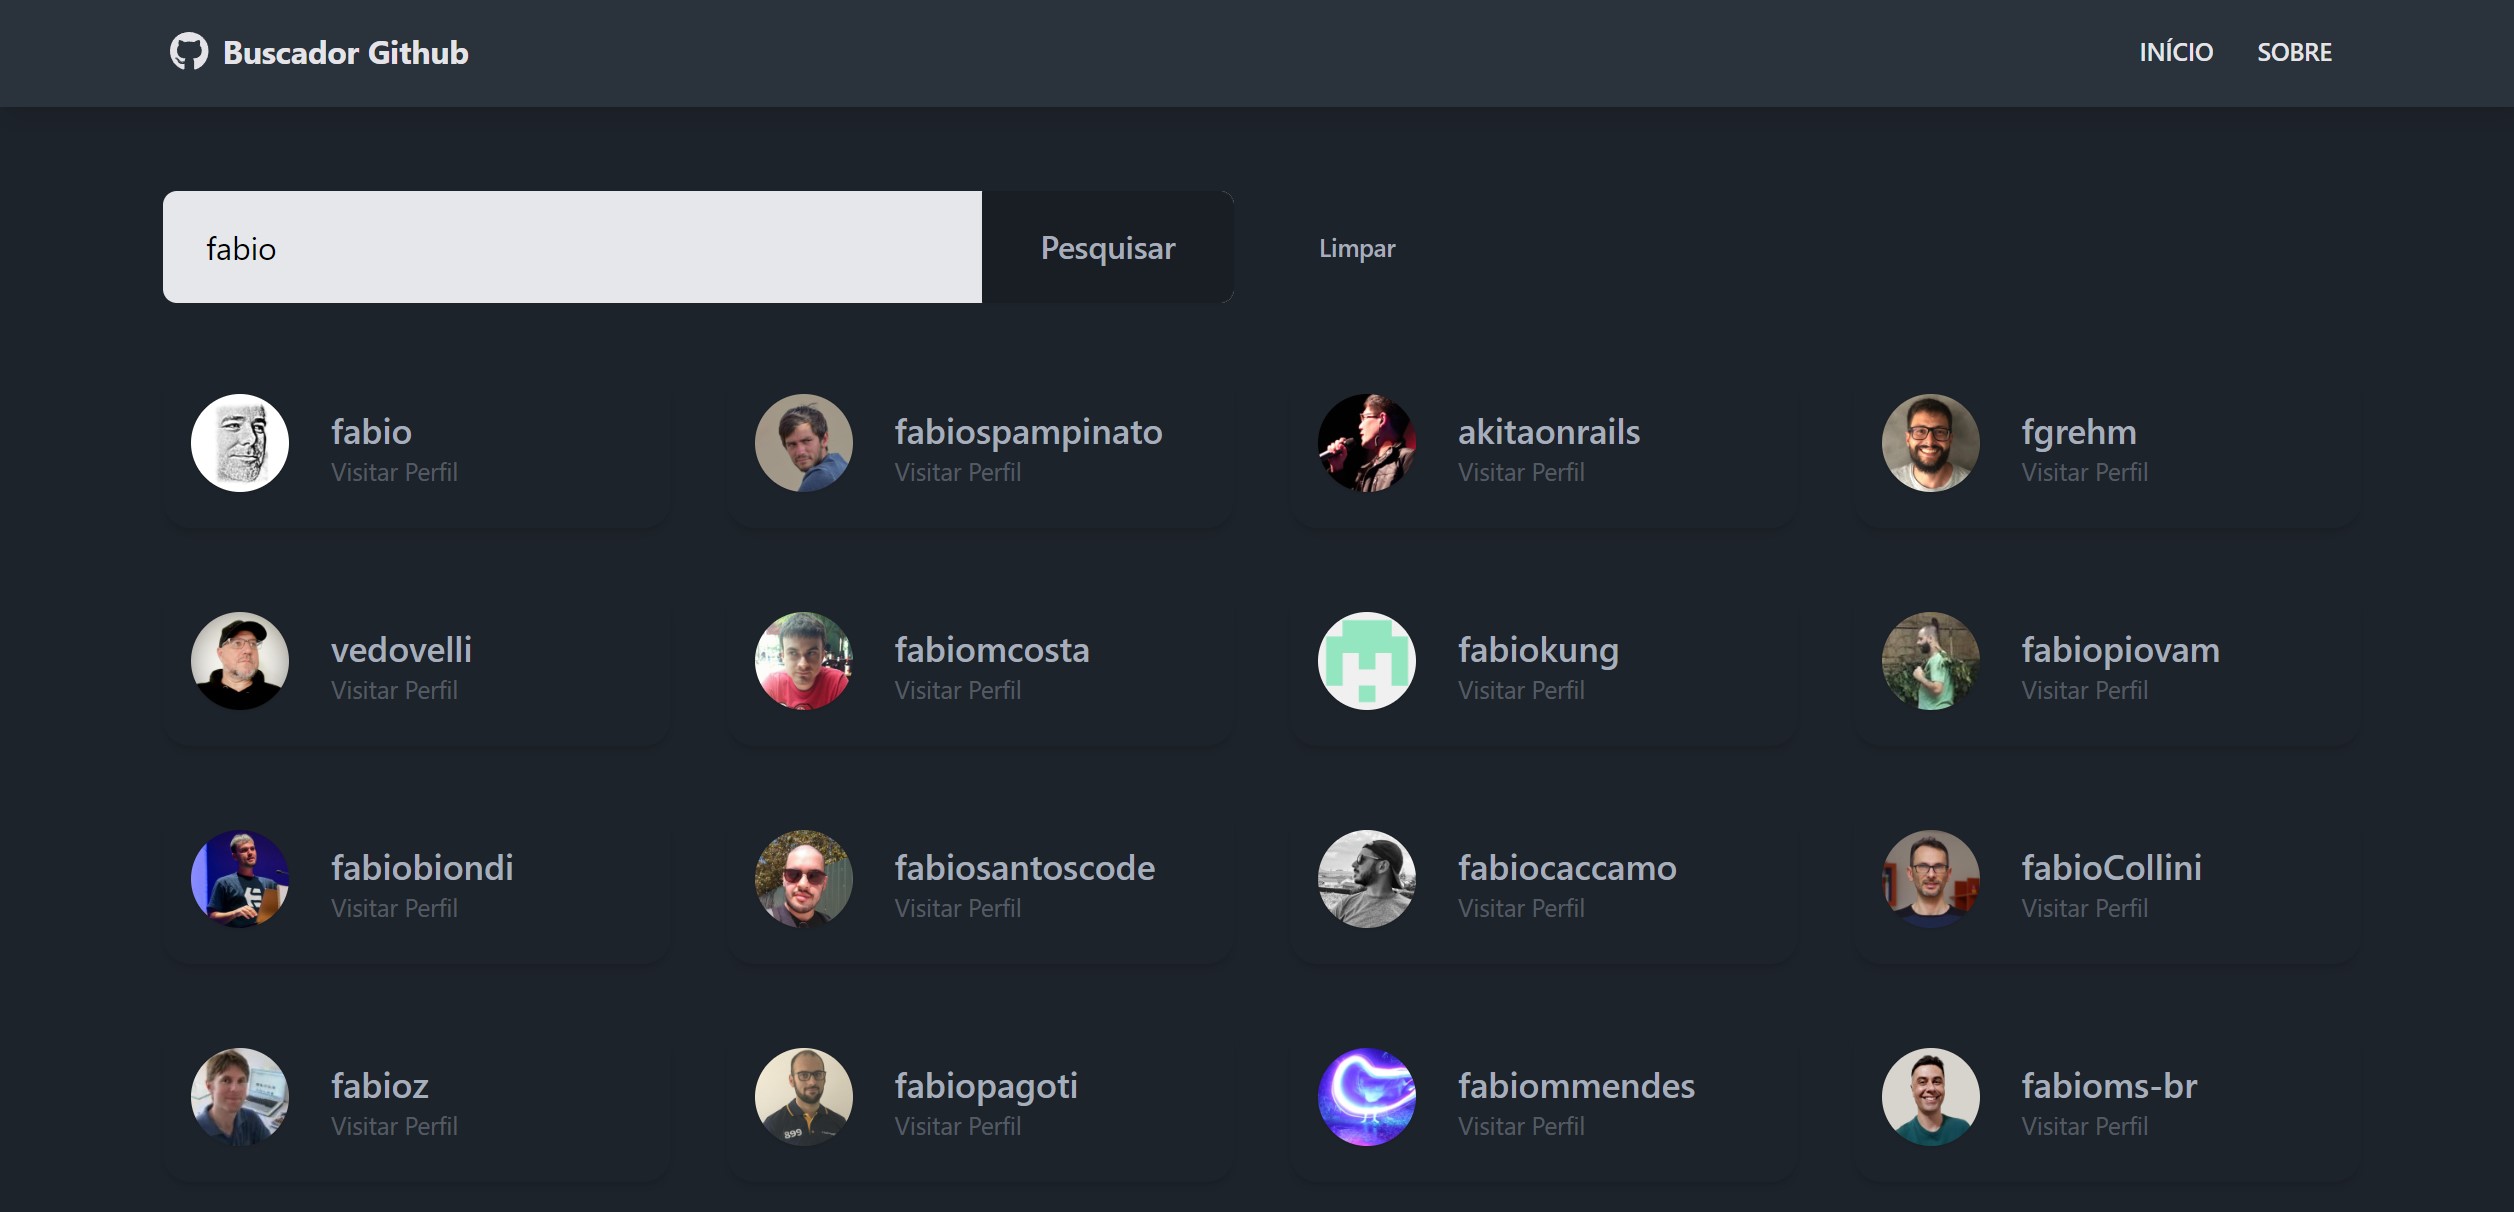 Buscador Github
INÍCIO
SOBRE
fabio
Pesquisar
Limpar
fabio
Visitar Perfil
fabiospampinato
Visitar Perfil
akitaonrails
Visitar Perfil
fgrehm
Visitar Perfil
vedovelli
Visitar Perfil
fabiomcosta
Visitar Perfil
fabiokung
Visitar Perfil
fabiopiovam
Visitar Perfil
fabiobiondi
Visitar Perfil
fabiosantoscode
Visitar Perfil
fabiocaccamo
Visitar Perfil
fabioCollini
Visitar Perfil
fabioz
Visitar Perfil
fabiopagoti
Visitar Perfil
899
fabiommendes
Visitar Perfil
fabioms-br
Visitar Perfil